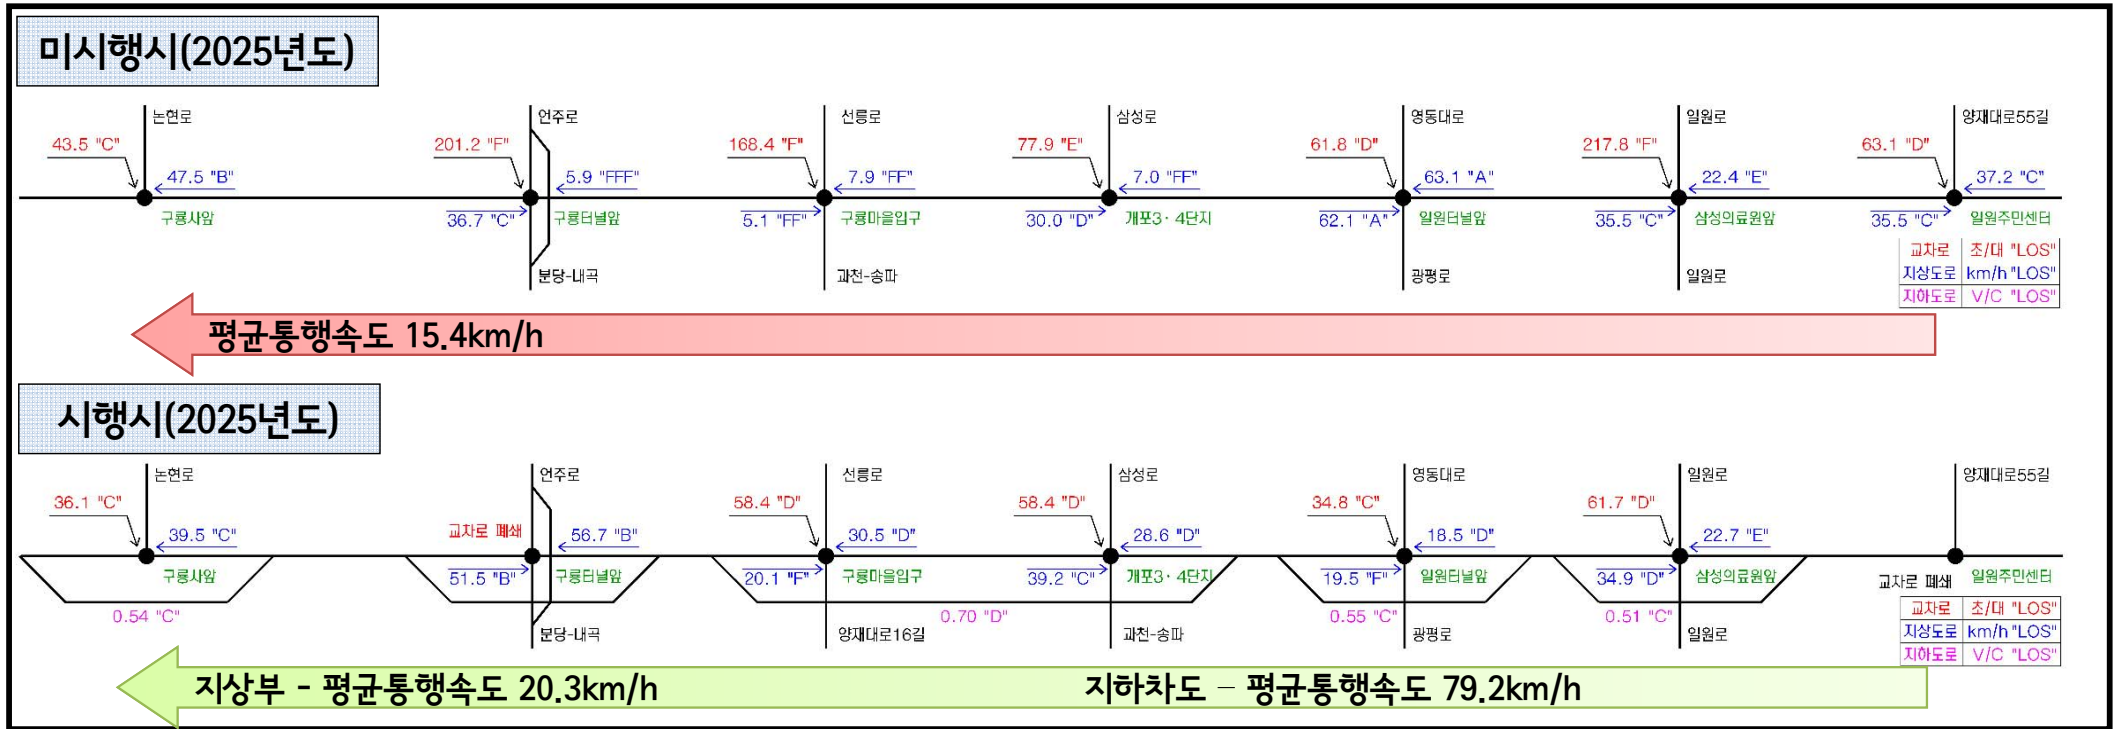 미시행시(2025년도)
논현로
언주로
선릉로
삼성로
영동대로
일원로
양재대로55길
43.5 "C"
201.2 "F"
168.4 "F"
77.9 "E"
61.8 "D"
217.8 "F"
63.1 "D"
47.5 "B"
5.9 "FFF"
7.9 "FF"
7.0 "FF"
63.1 "A"
22.4 "E"
37.2 "C"
구룡사앞
36.7 "C"
구룡터널앞
5.1 "FF"
구룡마을입구
30.0 "D"
개포3·4단지
62.1 "A"
일원터널앞
35.5 "C"
삼성의료원앞
35.5 "C"
일원주민센터
분당-내곡
과천-송파
광평로
일원로
교차로 초/대 "LOS"
지상도로 km/h "LOS"
지하도로 V/C "LOS"
평균통행속도 15.4km/h
시행시(2025년도)
논현로
언주로
선릉로
삼성로
영동대로
일원로
양재대로55길
36.1 "C"
교차로 폐쇄
58.4 "D"
58.4 "D"
34.8 "C"
61.7 "D"
39.5 "C"
56.7 "B"
30.5 "D"
28.6 "D"
18.5 "D"
22.7 "E"
구룡사앞
51.5 "B"
구룡터널앞
20.1 "F"
구룡마을입구
39.2 "C"
개포3·4단지
19.5 "F"
일원터널앞
34.9 "D"
삼성의료원앞
교차로 폐쇄
일원주민센터
0.54 "C"
0.70 "D"
0.55 "C"
0.51 "C"
분당-내곡
양재대로16길
과천-송파
광평로
일원로
교차로 초/대 "LOS"
지상도로 km/h "LOS"
지하도로 V/C "LOS"
지상부 - 평균통행속도 20.3km/h
지하차도 – 평균통행속도 79.2km/h